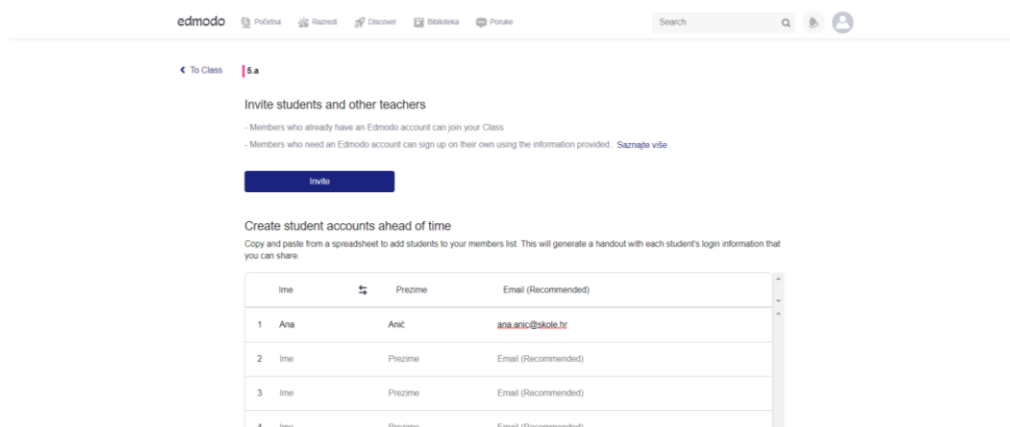 edmodo Početna Razredi Discover Biblioteka Poruke Search
To Class 5.a
Invite students and other teachers
- Members who already have an Edmodo account can join your Class
- Members who need an Edmodo account can sign up on their own using the information provided.. Saznajte više
Invite
Create student accounts ahead of time
Copy and paste from a spreadsheet to add students to your members list. This will generate a handout with each student's login information that
you can share.
Ime Prezime Email (Recommended)
1 Ana Anić ana.anic@skole.hr
2 Ime Prezime Email (Recommended)
3 Ime Prezime Email (Recommended)
4 Ime Prezime Email (Recommended)